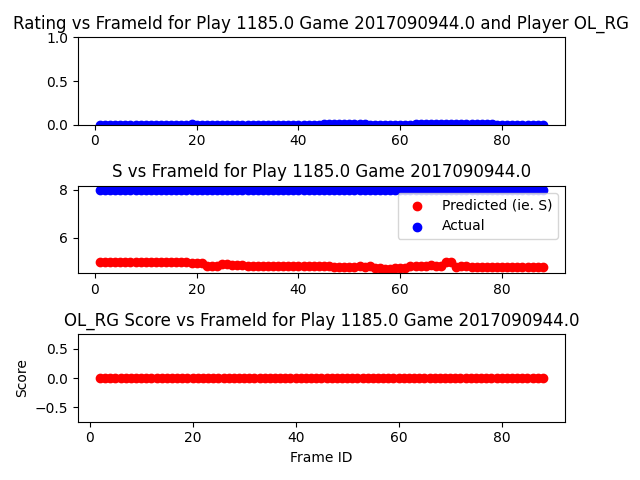 Rating vs FrameId for Play 1185.0 Game 2017090944.0 and Player OL_RG
1.0
0.5
0.0
0 20 40 60 80
S vs FrameId for Play 1185.0 Game 2017090944.0
8
6
Predicted (ie. S)
Actual
0 20 40 60 80
OL_RG Score vs FrameId for Play 1185.0 Game 2017090944.0
Score
0.5
0.0
−0.5
0 20 40 60 80
Frame ID